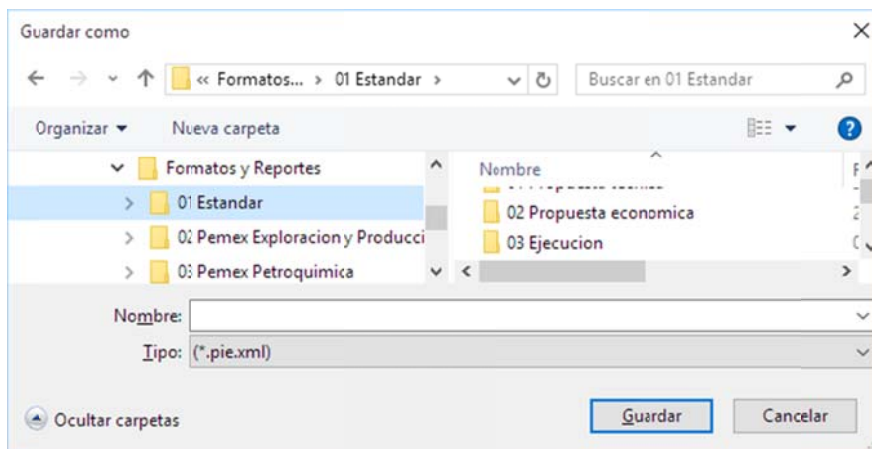 Guardar como
« Formatos... › 01 Estandar ›
Buscar en 01 Estandar
Organizar
Nueva carpeta
Formatos y Reportes
01 Estandar
02 Pemex Exploracion y Producci
03 Pemex Petroquimica
Nombre
02 Propuesta economica
03 Ejecucion
Nombre:
Tipo: (*.pie.xml)
Ocultar carpetas
Guardar
Cancelar